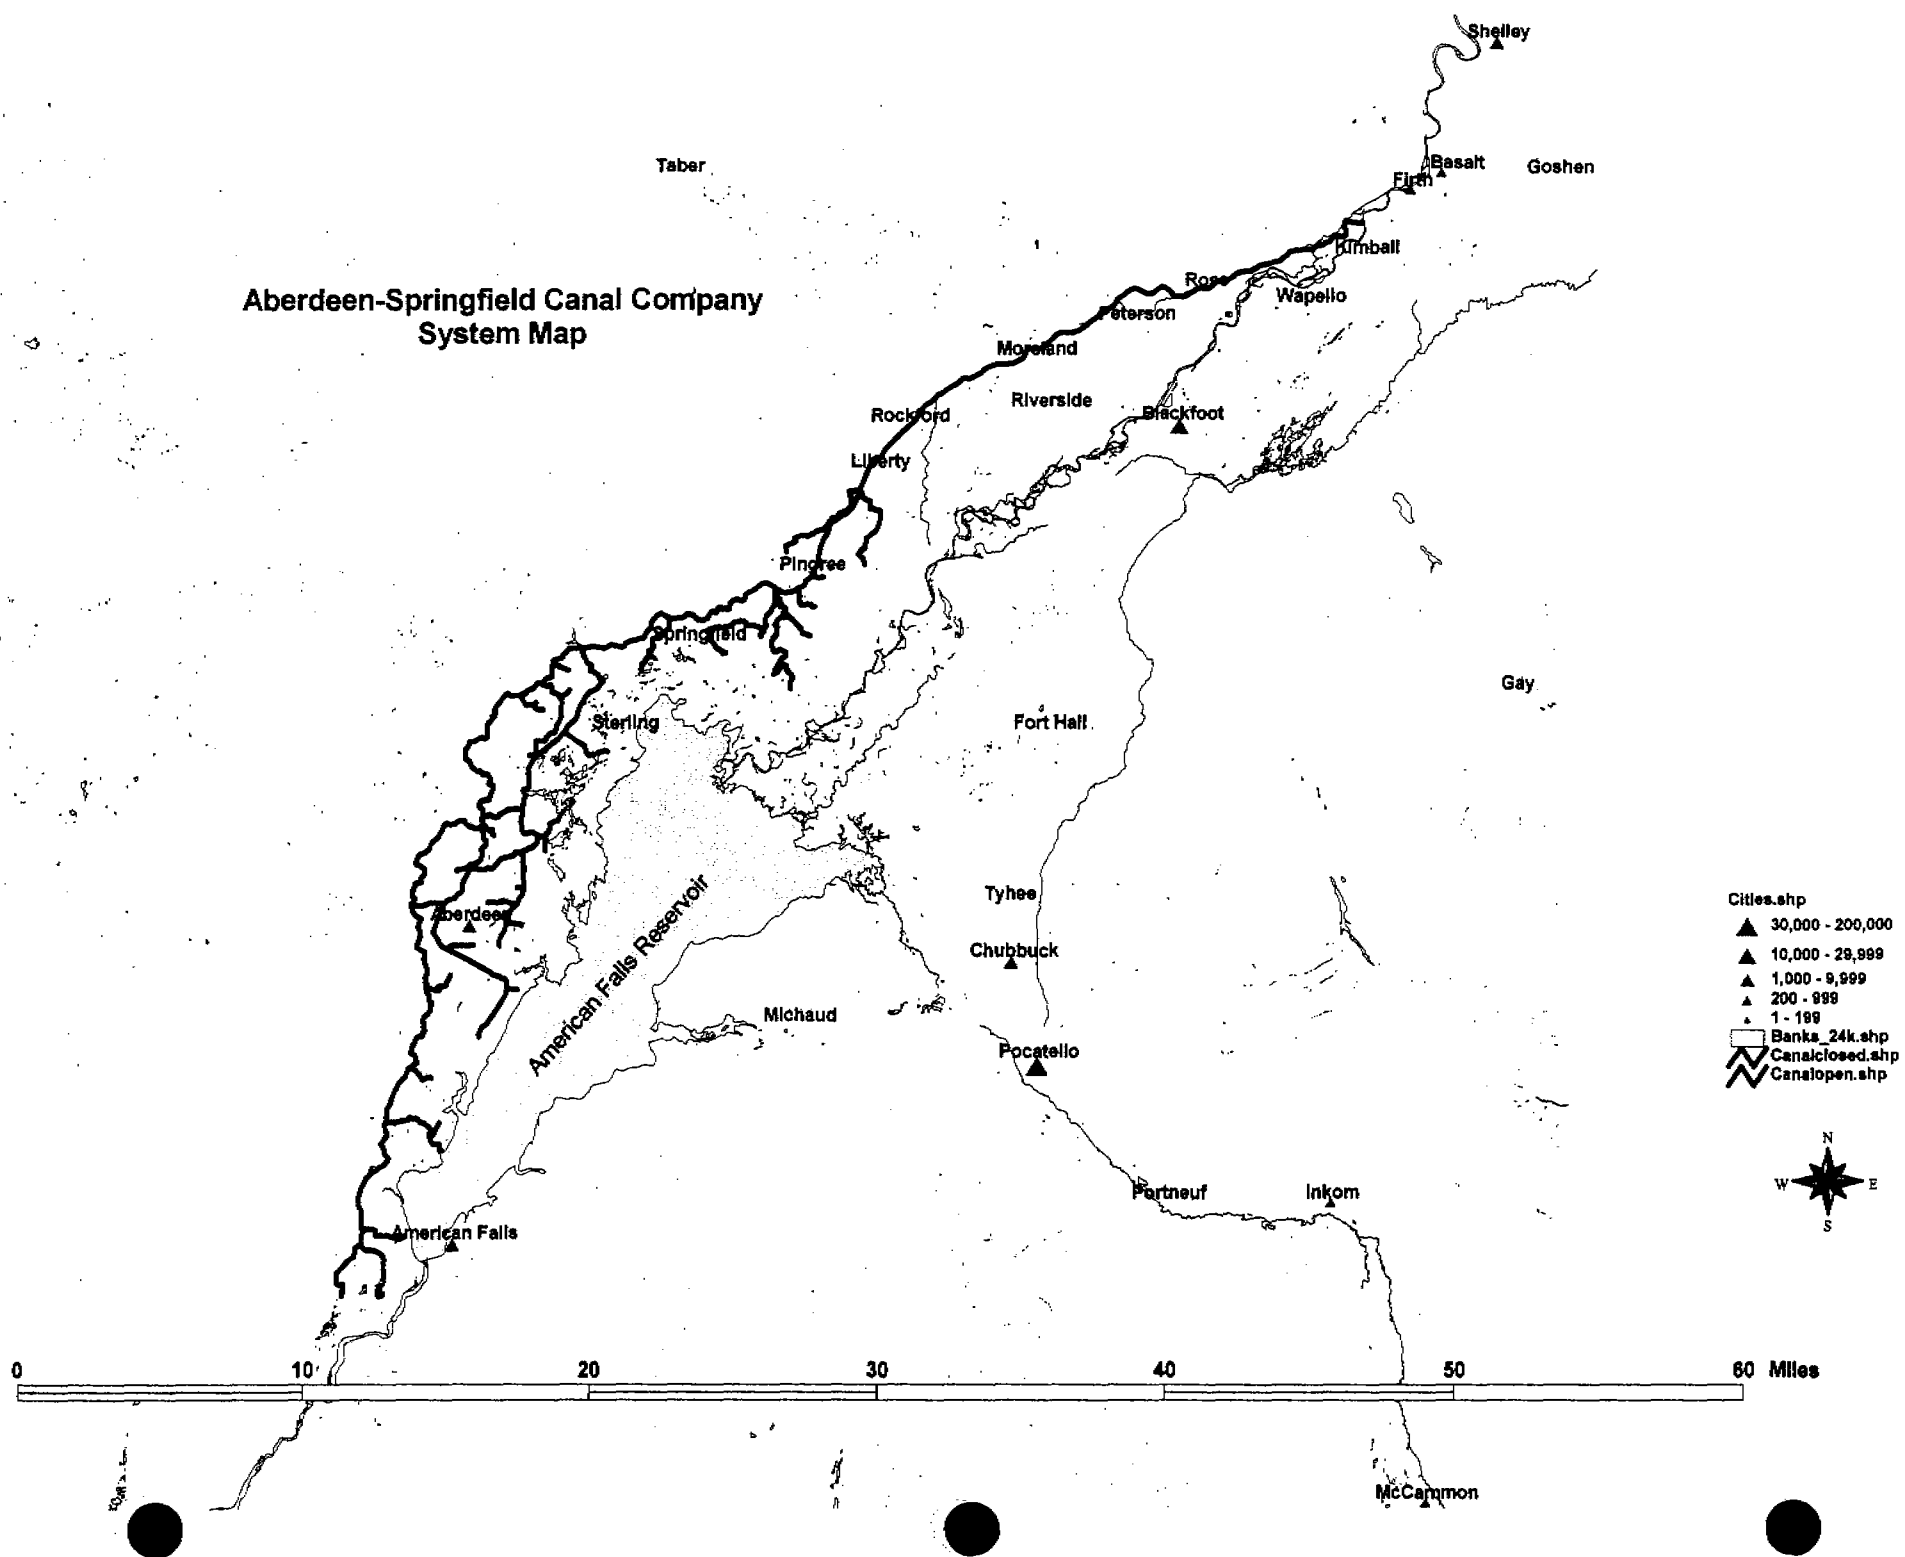 Shelley
Taber
Basalt
Goshen
Firth
Kimball
Rose
Wapello
Aberdeen-Springfield Canal Company
System Map
Peterson
Moreland
Riverside
Rockford
Blackfoot
Liberty
Pingree
Springfield
Gay
Sterling
Fort Hall
American Falls Reservoir
Tyhee
Aberdeen
Chubbuck
Michaud
Pocatello
Portneuf
Inkom
American Falls
Cities.shp
30,000 - 200,000
10,000 - 29,999
1,000 - 9,999
200 - 999
1 - 199
Banks_24k.shp
Canalclosed.shp
Canalopen.shp
N
W E
S
0 10 20 30 40 50 60 Miles
McCammon